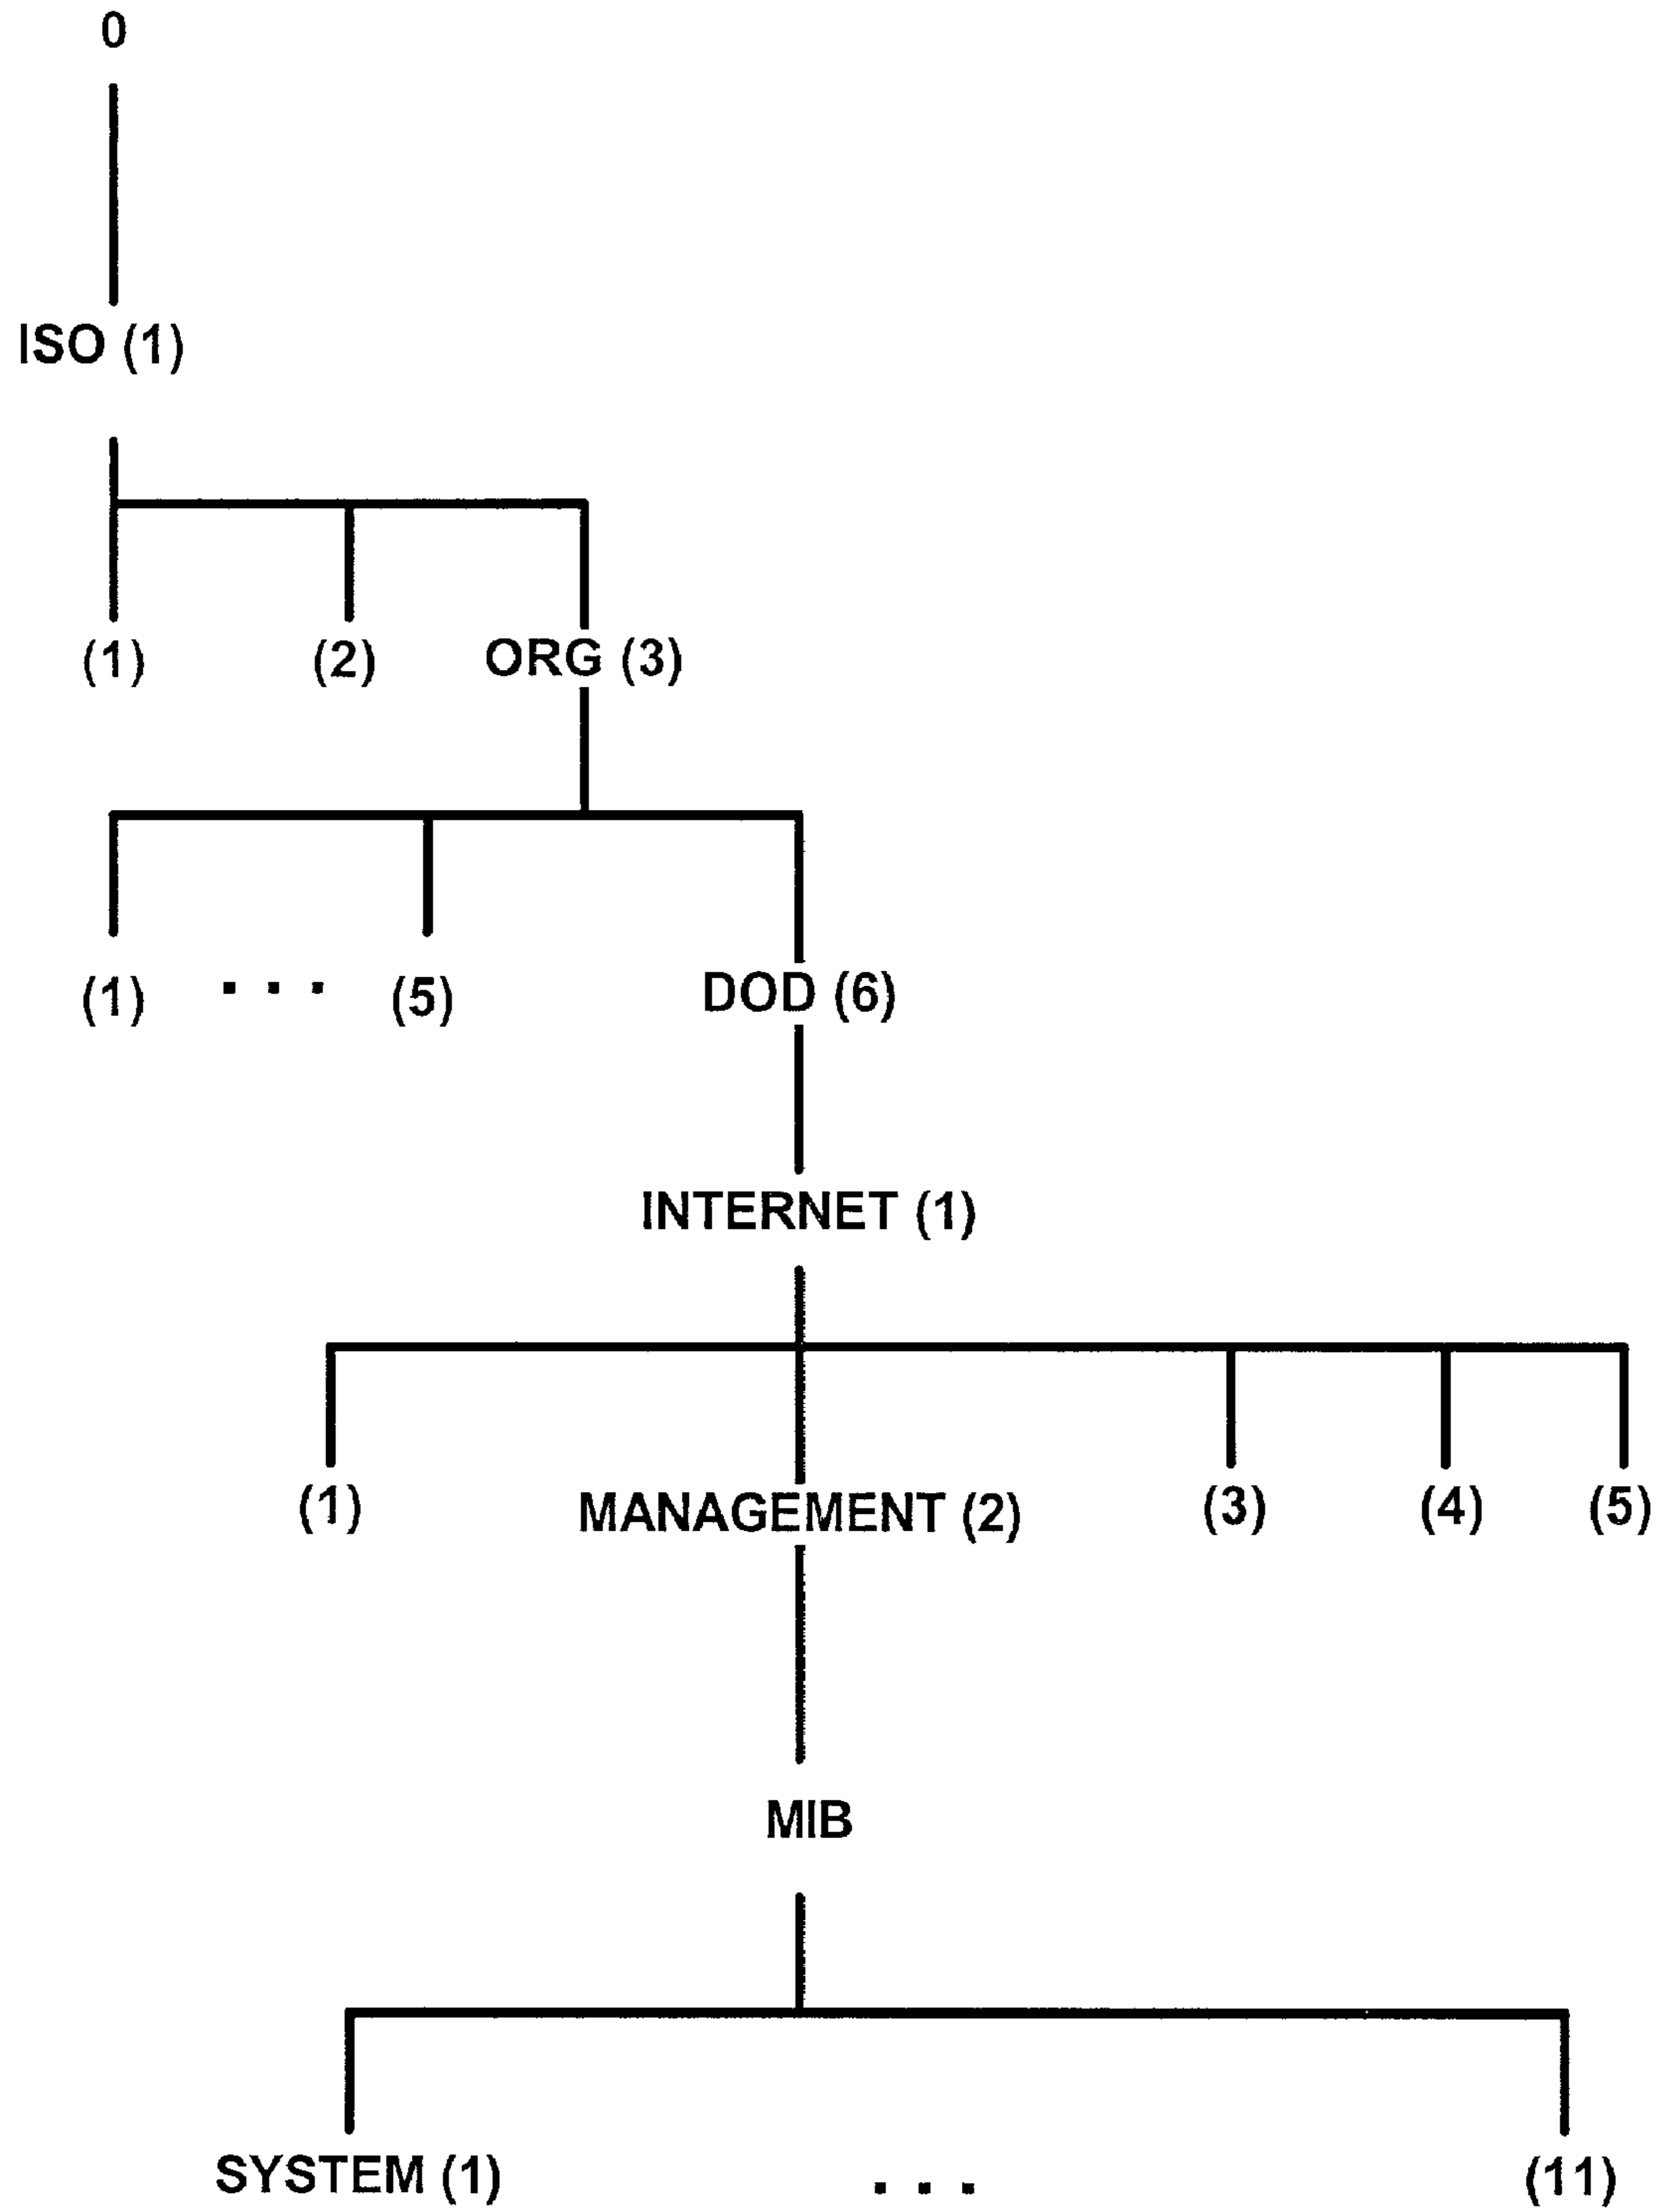 0
ISO (1)
(1) (2) ORG (3)
(1) ... (5) DOD (6)
INTERNET (1)
(1) MANAGEMENT (2) (3) (4) (5)
MIB
SYSTEM (1) ... (11)